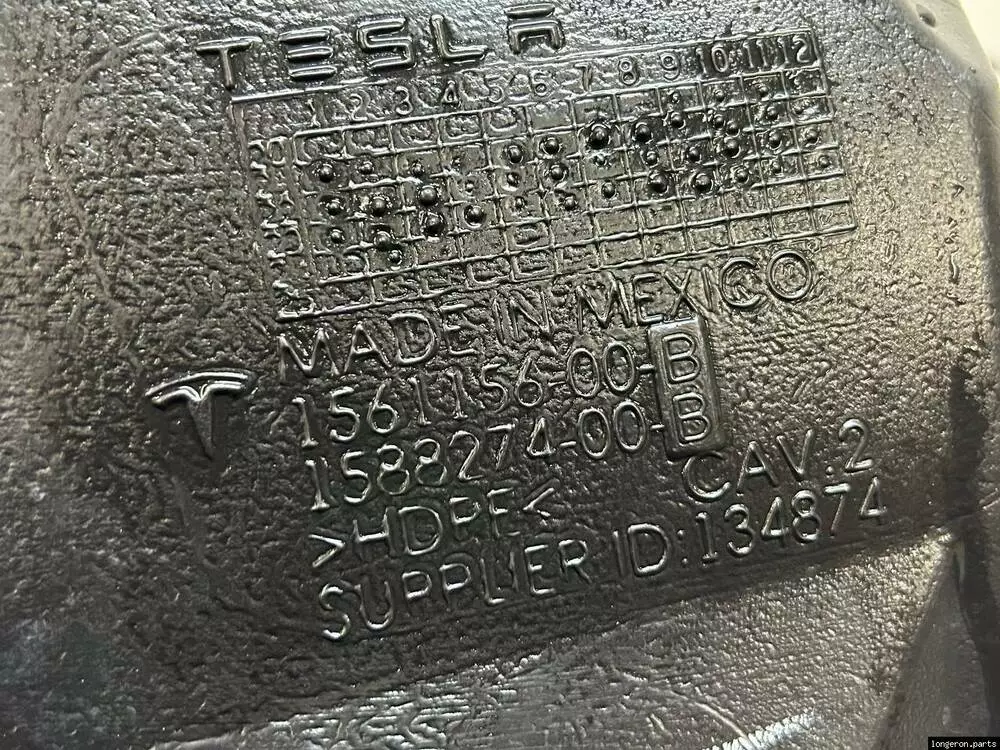 TESLA
1 2 3 4 5 6 7 8 9 10 11 12
MADE IN MEXICO
1561156-00-B
1588274-00-B
>HDPE< CAV.2
SUPPLIER ID:134874
longeron.parts